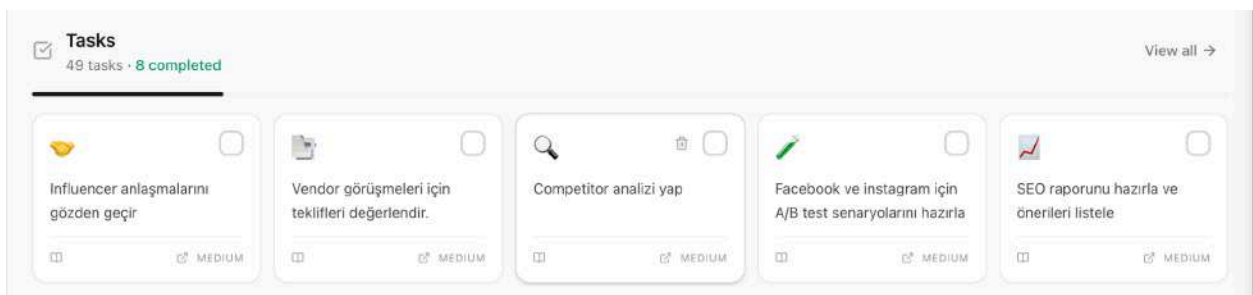 Tasks
49 tasks · 8 completed
View all →
Influencer anlaşmalarını
gözden geçir
MEDIUM
Vendor görüşmeleri için
teklifleri değerlendir.
MEDIUM
Competitor analizi yap
MEDIUM
Facebook ve instagram için
A/B test senaryolarını hazırla
MEDIUM
SEO raporunu hazırla ve
önerileri listele
MEDIUM